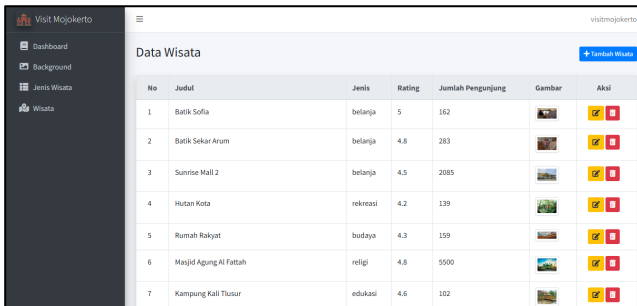 Visit Mojokerto
visitmojokerto
Dashboard
Background
Jenis Wisata
Wisata
Data Wisata
Tambah Wisata
No Judul Jenis Rating Jumlah Pengunjung Gambar Aksi
1 Batik Sofia belanja 5 162
2 Batik Sekar Arum belanja 4.8 283
3 Sunrise Mall 2 belanja 4.5 2085
4 Hutan Kota rekreasi 4.2 139
5 Rumah Rakyat budaya 4.3 159
6 Masjid Agung Al Fattah religi 4.8 5500
7 Kampung Kali Tlusur edukasi 4.6 102